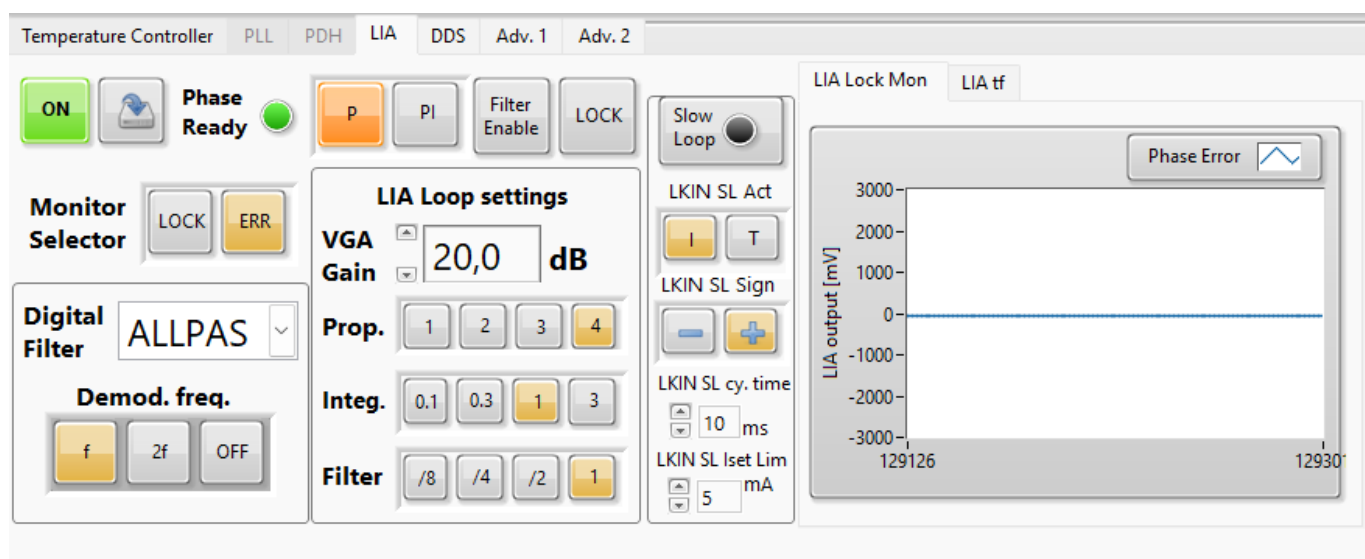 Temperature Controller PLL PDH LIA DDS Adv. 1 Adv. 2
ON
Phase
Ready
P
PI
Filter
Enable
LOCK
Monitor
Selector
LOCK
ERR
Digital
Filter
ALLPAS
Demod. freq.
f
2f
OFF
LIA Loop settings
VGA
Gain
20,0
dB
Prop.
1
2
3
4
Integ.
0.1
0.3
1
3
Filter
/8
/4
/2
1
Slow
Loop
LKIN SL Act
I
T
LKIN SL Sign
LKIN SL cy. time
10 ms
LKIN SL Iset Lim
5 mA
LIA Lock Mon
LIA tf
Phase Error
LIA output [mV]
3000
2000
1000
0
-1000
-2000
-3000
129126
129301